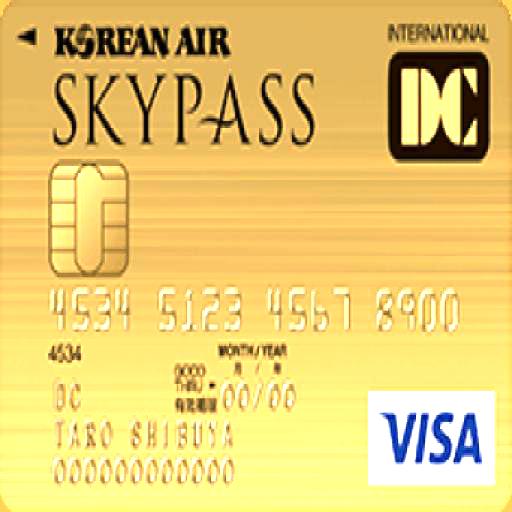 KOREAN AIR
INTERNATIONAL
SKYPASS
DC
4534 5123 4567 8900
4534
MONTH/YEAR
月 / 年
GOOD
THRU
有効期限 00/00
DC
TARO SHIBUYA
000000000000
VISA